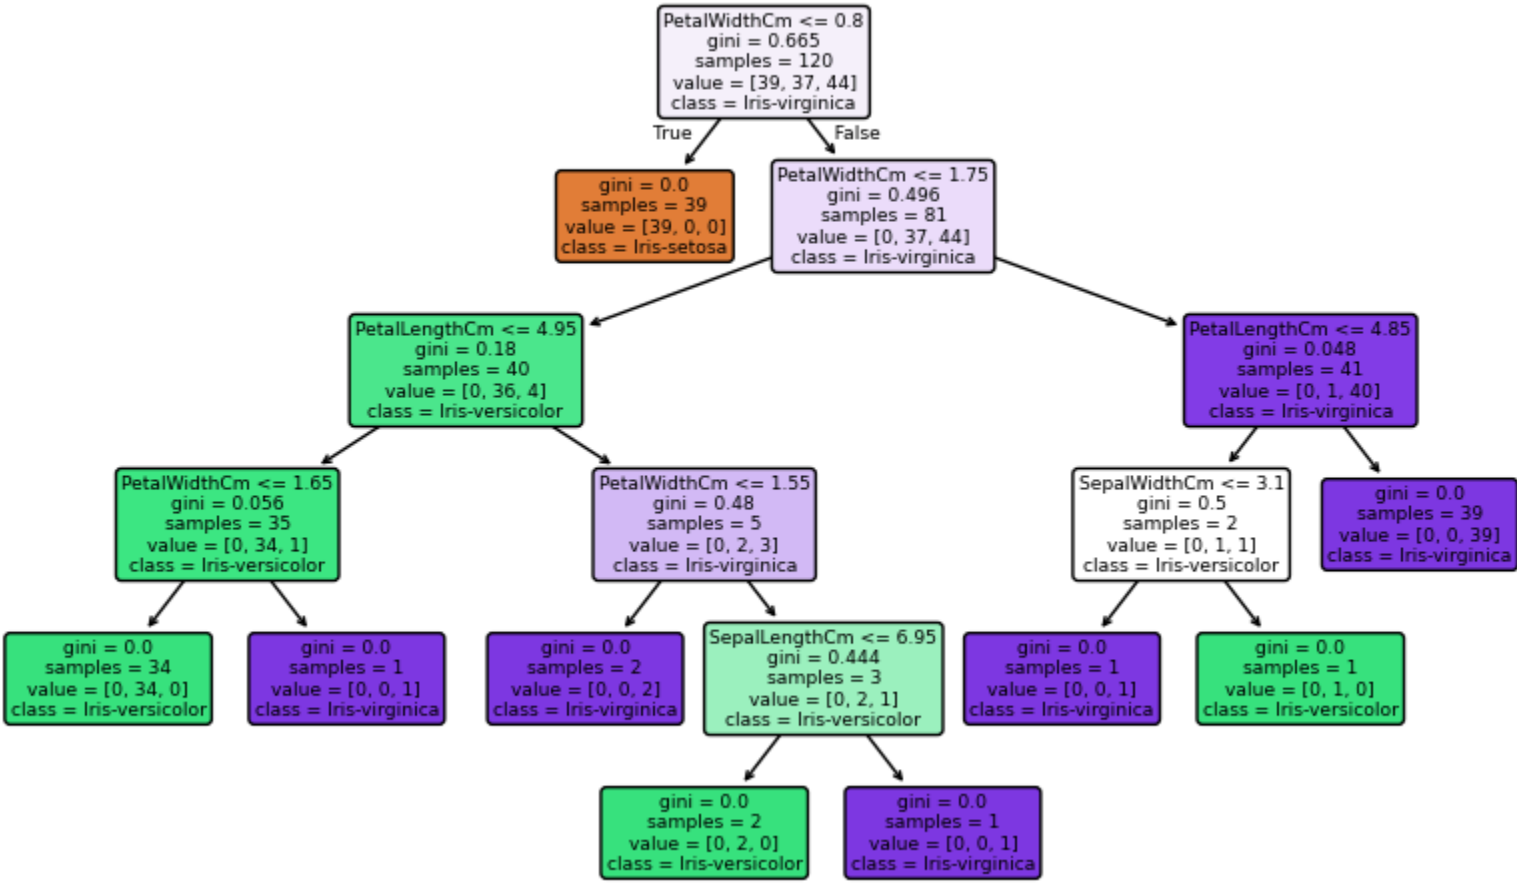 PetalWidthCm <= 0.8
gini = 0.665
samples = 120
value = [39, 37, 44]
class = Iris-virginica
True
False
gini = 0.0
samples = 39
value = [39, 0, 0]
class = Iris-setosa
PetalWidthCm <= 1.75
gini = 0.496
samples = 81
value = [0, 37, 44]
class = Iris-virginica
PetalLengthCm <= 4.95
gini = 0.18
samples = 40
value = [0, 36, 4]
class = Iris-versicolor
PetalLengthCm <= 4.85
gini = 0.048
samples = 41
value = [0, 1, 40]
class = Iris-virginica
PetalWidthCm <= 1.65
gini = 0.056
samples = 35
value = [0, 34, 1]
class = Iris-versicolor
PetalWidthCm <= 1.55
gini = 0.48
samples = 5
value = [0, 2, 3]
class = Iris-virginica
SepalWidthCm <= 3.1
gini = 0.5
samples = 2
value = [0, 1, 1]
class = Iris-versicolor
gini = 0.0
samples = 39
value = [0, 0, 39]
class = Iris-virginica
gini = 0.0
samples = 34
value = [0, 34, 0]
class = Iris-versicolor
gini = 0.0
samples = 1
value = [0, 0, 1]
class = Iris-virginica
gini = 0.0
samples = 2
value = [0, 0, 2]
class = Iris-virginica
SepalLengthCm <= 6.95
gini = 0.444
samples = 3
value = [0, 2, 1]
class = Iris-versicolor
gini = 0.0
samples = 1
value = [0, 0, 1]
class = Iris-virginica
gini = 0.0
samples = 1
value = [0, 1, 0]
class = Iris-versicolor
gini = 0.0
samples = 2
value = [0, 2, 0]
class = Iris-versicolor
gini = 0.0
samples = 1
value = [0, 0, 1]
class = Iris-virginica